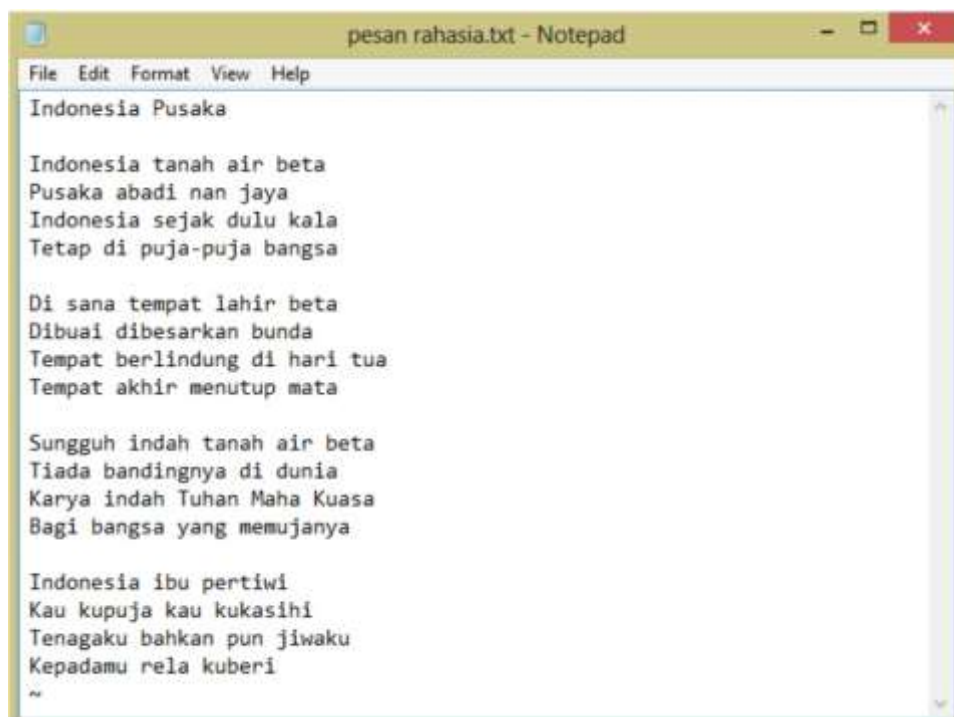 pesan rahasia.txt - Notepad
File Edit Format View Help
Indonesia Pusaka
Indonesia tanah air beta
Pusaka abadi nan jaya
Indonesia sejak dulu kala
Tetap di puja-puja bangsa
Di sana tempat lahir beta
Dibuai dibesarkan bunda
Tempat berlindung di hari tua
Tempat akhir menutup mata
Sungguh indah tanah air beta
Tiada bandingnya di dunia
Karya indah Tuhan Maha Kuasa
Bagi bangsa yang memujanya
Indonesia ibu pertiwi
Kau kupuja kau kukasihi
Tenagaku bahkan pun jiwaku
Kepadamu rela kuberi
~